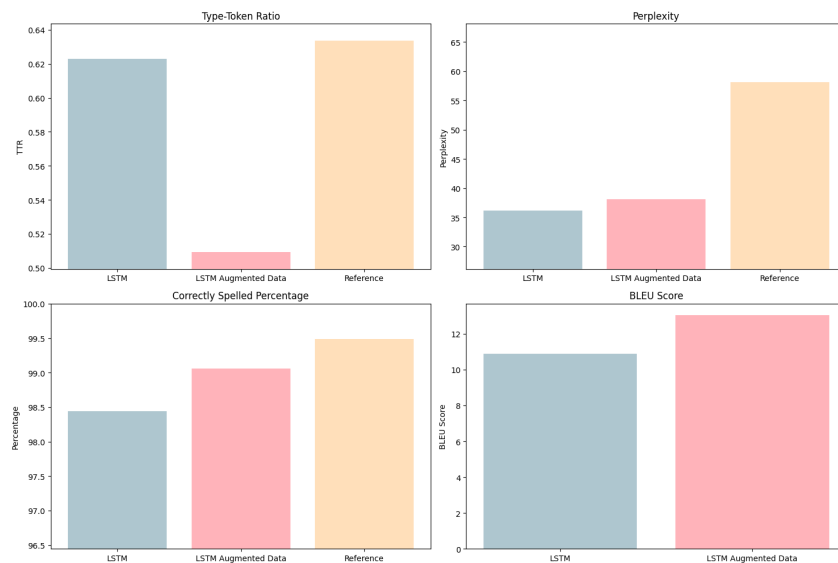 Type-Token Ratio
0.64
0.62
0.60
0.58
0.56
0.54
0.52
0.50
TTR
LSTM LSTM Augmented Data Reference
Perplexity
65
60
55
50
45
40
35
30
Perplexity
LSTM LSTM Augmented Data Reference
Correctly Spelled Percentage
100.0
99.5
99.0
98.5
98.0
97.5
97.0
96.5
Percentage
LSTM LSTM Augmented Data Reference
BLEU Score
12
10
8
6
4
2
0
BLEU Score
LSTM LSTM Augmented Data